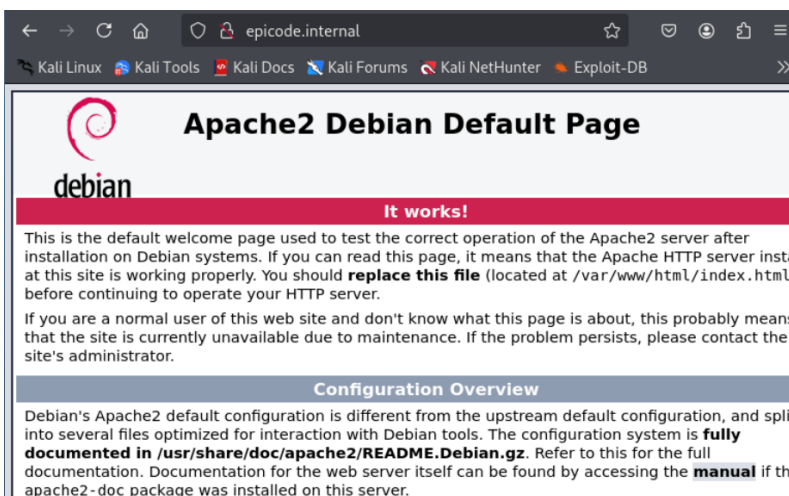 epicode.internal
Kali Linux Kali Tools Kali Docs Kali Forums Kali NetHunter Exploit-DB
debian
Apache2 Debian Default Page
It works!
This is the default welcome page used to test the correct operation of the Apache2 server after
installation on Debian systems. If you can read this page, it means that the Apache HTTP server inst
at this site is working properly. You should replace this file (located at /var/www/html/index.html
before continuing to operate your HTTP server.
If you are a normal user of this web site and don't know what this page is about, this probably mean
that the site is currently unavailable due to maintenance. If the problem persists, please contact the
site's administrator.
Configuration Overview
Debian's Apache2 default configuration is different from the upstream default configuration, and spli
into several files optimized for interaction with Debian tools. The configuration system is fully
documented in /usr/share/doc/apache2/README.Debian.gz. Refer to this for the full
documentation. Documentation for the web server itself can be found by accessing the manual if th
apache2-doc package was installed on this server.